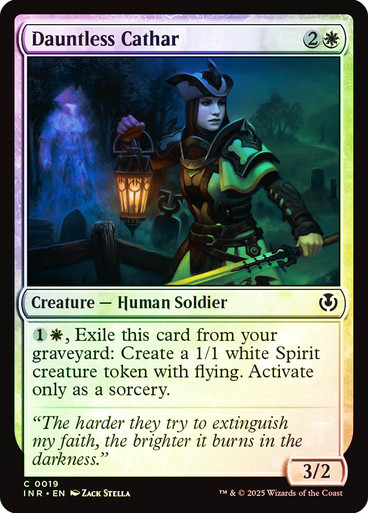 Dauntless Cathar 2
Creature — Human Soldier
1, Exile this card from your
graveyard: Create a 1/1 white Spirit
creature token with flying. Activate
only as a sorcery.
“The harder they try to extinguish
my faith, the brighter it burns in the
darkness.”
3/2
C 0019
INR • EN Zack Stella
™ & © 2025 Wizards of the Coast